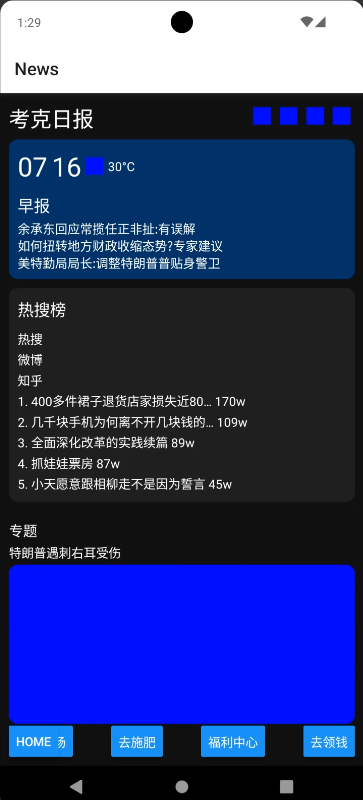 1:29
News
考克日报
07 16 30°C
早报
余承东回应常揽任正非扯:有误解
如何扭转地方财政收缩态势?专家建议
美特勤局局长:调整特朗普普贴身警卫
热搜榜
热搜
微博
知乎
1. 400多件裙子退货店家损失近80... 170w
2. 几千块手机为何离不开几块钱的... 109w
3. 全面深化改革的实践续篇 89w
4. 抓娃娃票房 87w
5. 小天愿意跟相柳走不是因为誓言 45w
专题
特朗普遇刺右耳受伤
HOME 去施肥 福利中心 去领钱